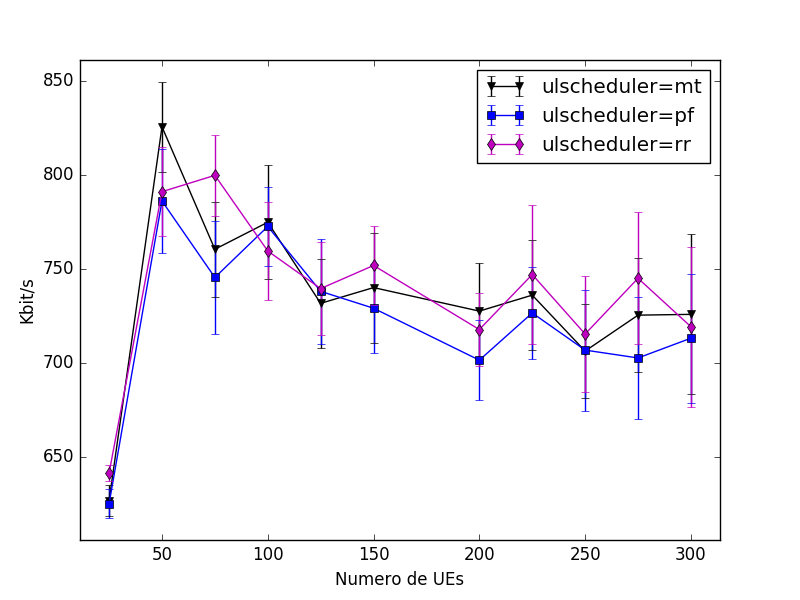 850
800
750
700
650
Kbit/s
ulscheduler=mt
ulscheduler=pf
ulscheduler=rr
50 100 150 200 250 300
Numero de UEs